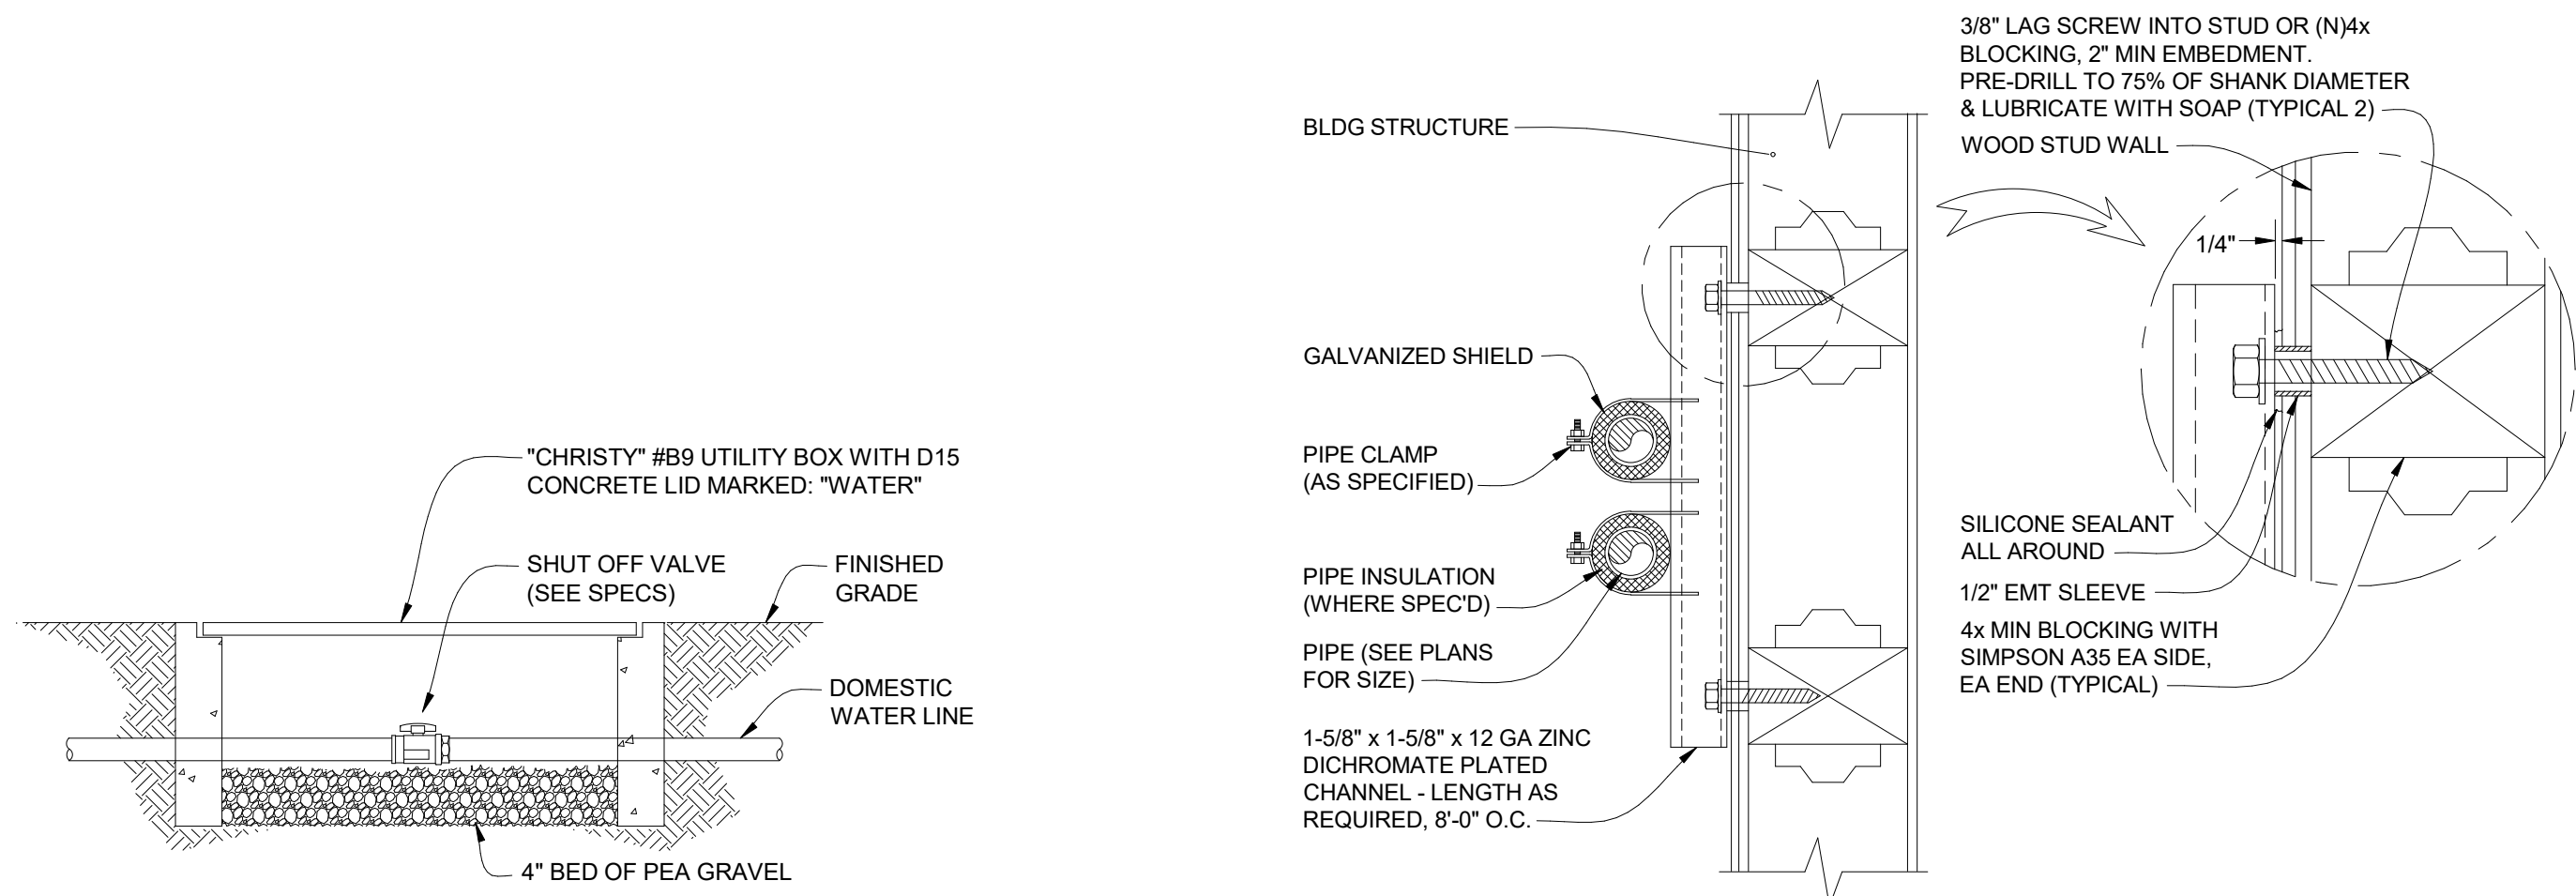 "CHRISTY" #B9 UTILITY BOX WITH D15
CONCRETE LID MARKED: "WATER"
SHUT OFF VALVE
(SEE SPECS)
FINISHED
GRADE
DOMESTIC
WATER LINE
4" BED OF PEA GRAVEL
BLDG STRUCTURE
GALVANIZED SHIELD
PIPE CLAMP
(AS SPECIFIED)
PIPE INSULATION
(WHERE SPEC'D)
PIPE (SEE PLANS
FOR SIZE)
1-5/8" x 1-5/8" x 12 GA ZINC
DICHROMATE PLATED
CHANNEL - LENGTH AS
REQUIRED, 8'-0" O.C.
3/8" LAG SCREW INTO STUD OR (N)4x
BLOCKING, 2" MIN EMBEDMENT.
PRE-DRILL TO 75% OF SHANK DIAMETER
& LUBRICATE WITH SOAP (TYPICAL 2)
WOOD STUD WALL
1/4"
SILICONE SEALANT
ALL AROUND
1/2" EMT SLEEVE
4x MIN BLOCKING WITH
SIMPSON A35 EA SIDE,
EA END (TYPICAL)